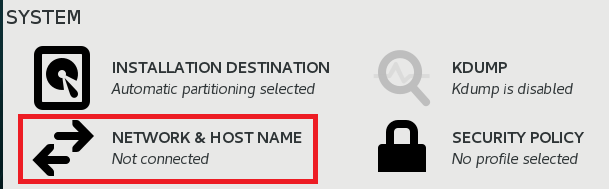 SYSTEM
INSTALLATION DESTINATION
Automatic partitioning selected
KDUMP
Kdump is disabled
NETWORK & HOST NAME
Not connected
SECURITY POLICY
No profile selected